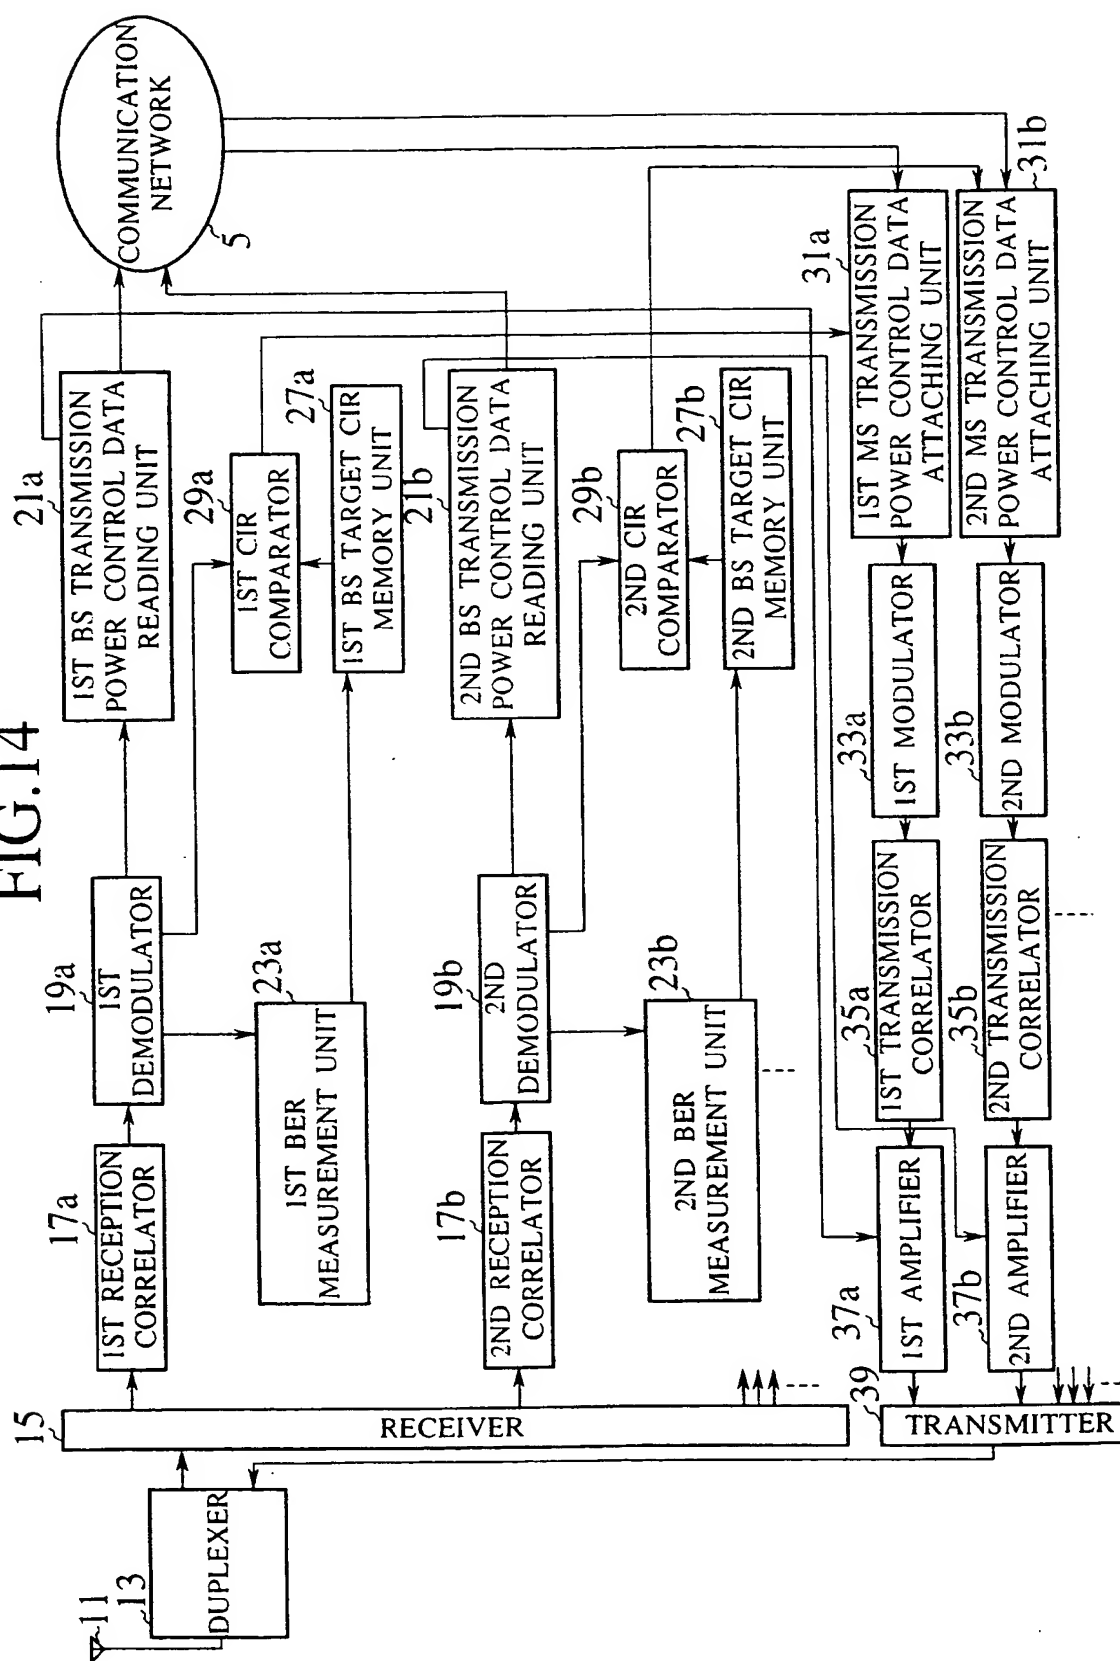 FIG.14
11
13
DUPLEXER
15
RECEIVER
17a
1ST RECEPTION
CORRELATOR
19a
1ST
DEMODULATOR
21a
1ST BS TRANSMISSION
POWER CONTROL DATA
READING UNIT
COMMUNICATION
NETWORK
5
23a
1ST BER
MEASUREMENT UNIT
29a
1ST CIR
COMPARATOR
27a
1ST BS TARGET CIR
MEMORY UNIT
17b
2ND RECEPTION
CORRELATOR
19b
2ND
DEMODULATOR
21b
2ND BS TRANSMISSION
POWER CONTROL DATA
READING UNIT
23b
2ND BER
MEASUREMENT UNIT
29b
2ND CIR
COMPARATOR
27b
2ND BS TARGET CIR
MEMORY UNIT
39
TRANSMITTER
37a
1ST AMPLIFIER
35a
1ST TRANSMISSION
CORRELATOR
33a
1ST MODULATOR
31a
1ST MS TRANSMISSION
POWER CONTROL DATA
ATTACHING UNIT
37b
2ND AMPLIFIER
35b
2ND TRANSMISSION
CORRELATOR
33b
2ND MODULATOR
31b
2ND MS TRANSMISSION
POWER CONTROL DATA
ATTACHING UNIT